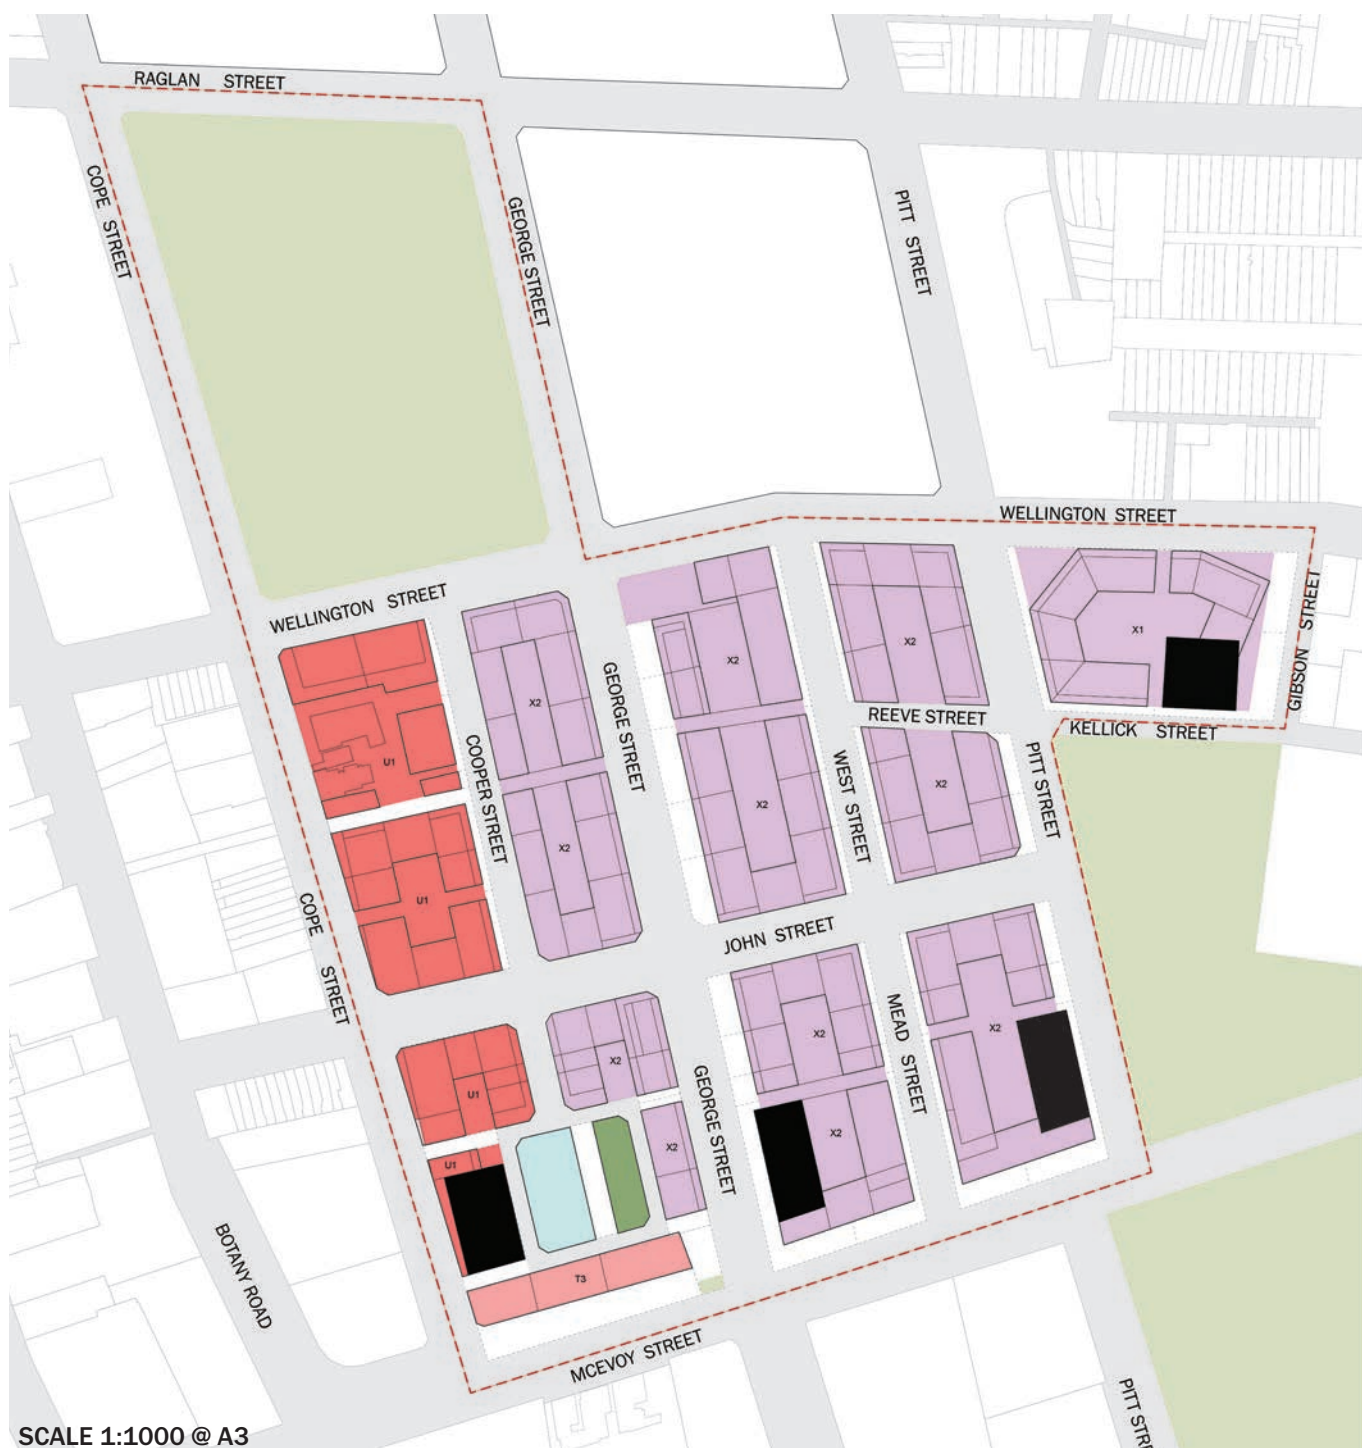 RAGLAN STREET
COPE STREET
GEORGE STREET
PITT STREET
WELLINGTON STREET
WELLINGTON STREET
GIBSON STREET
X1
X2
X2
X2
GEORGE STREET
REEVE STREET
KELLICK STREET
U1
COOPER STREET
WEST STREET
PITT STREET
X2
X2
X2
U1
COPE STREET
JOHN STREET
MEAD STREET
X2
X2
X2
U1
GEORGE STREET
X2
X2
U1
T3
BOTANY ROAD
MCEVOY STREET
PITT STRE
SCALE 1:1000 @ A3